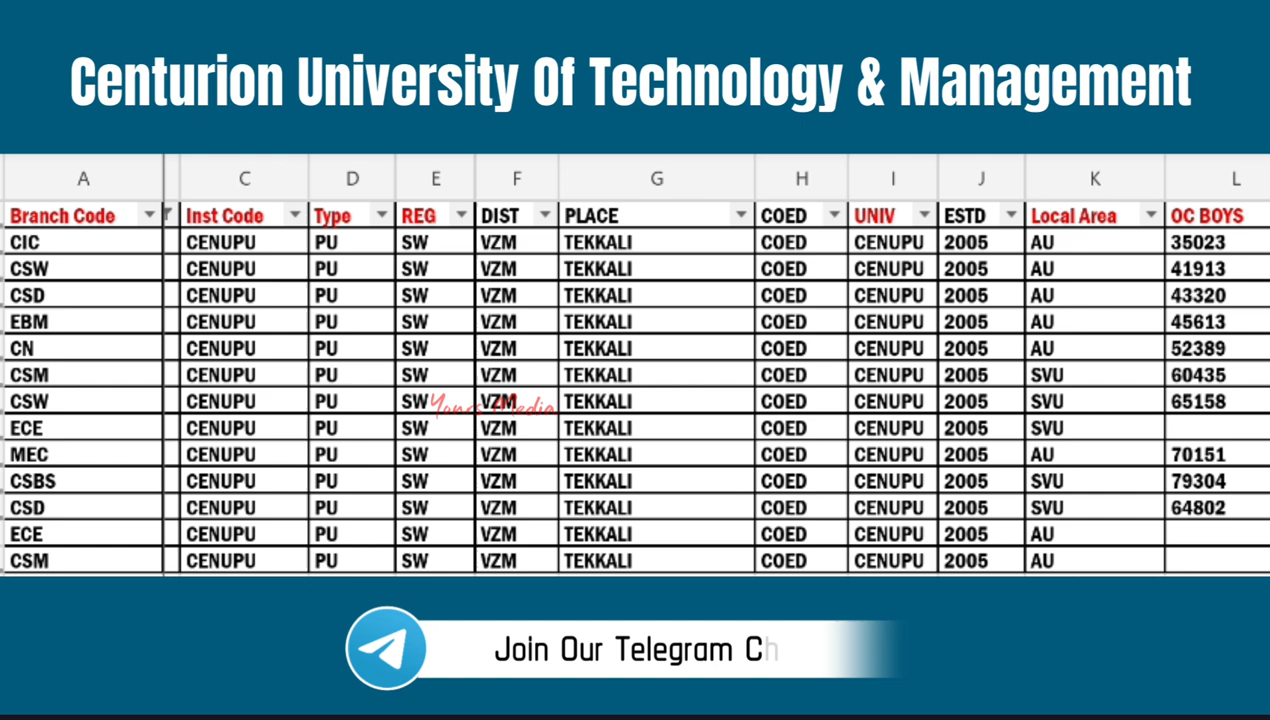 Centurion University Of Technology & Management
A C D E F G H I J K L
Branch Code Inst Code Type REG DIST PLACE COED UNIV ESTD Local Area OC BOYS
CIC CENUPU PU SW VZM TEKKALI COED CENUPU 2005 AU 35023
CSW CENUPU PU SW VZM TEKKALI COED CENUPU 2005 AU 41913
CSD CENUPU PU SW VZM TEKKALI COED CENUPU 2005 AU 43320
EBM CENUPU PU SW VZM TEKKALI COED CENUPU 2005 AU 45613
CN CENUPU PU SW VZM TEKKALI COED CENUPU 2005 AU 52389
CSM CENUPU PU SW VZM TEKKALI COED CENUPU 2005 SVU 60435
CSW CENUPU PU SW VZM TEKKALI COED CENUPU 2005 SVU 65158
Media
ECE CENUPU PU SW VZM TEKKALI COED CENUPU 2005 SVU
MEC CENUPU PU SW VZM TEKKALI COED CENUPU 2005 AU 70151
CSBS CENUPU PU SW VZM TEKKALI COED CENUPU 2005 SVU 79304
CSD CENUPU PU SW VZM TEKKALI COED CENUPU 2005 SVU 64802
ECE CENUPU PU SW VZM TEKKALI COED CENUPU 2005 AU
CSM CENUPU PU SW VZM TEKKALI COED CENUPU 2005 AU
Join Our Telegram Ch